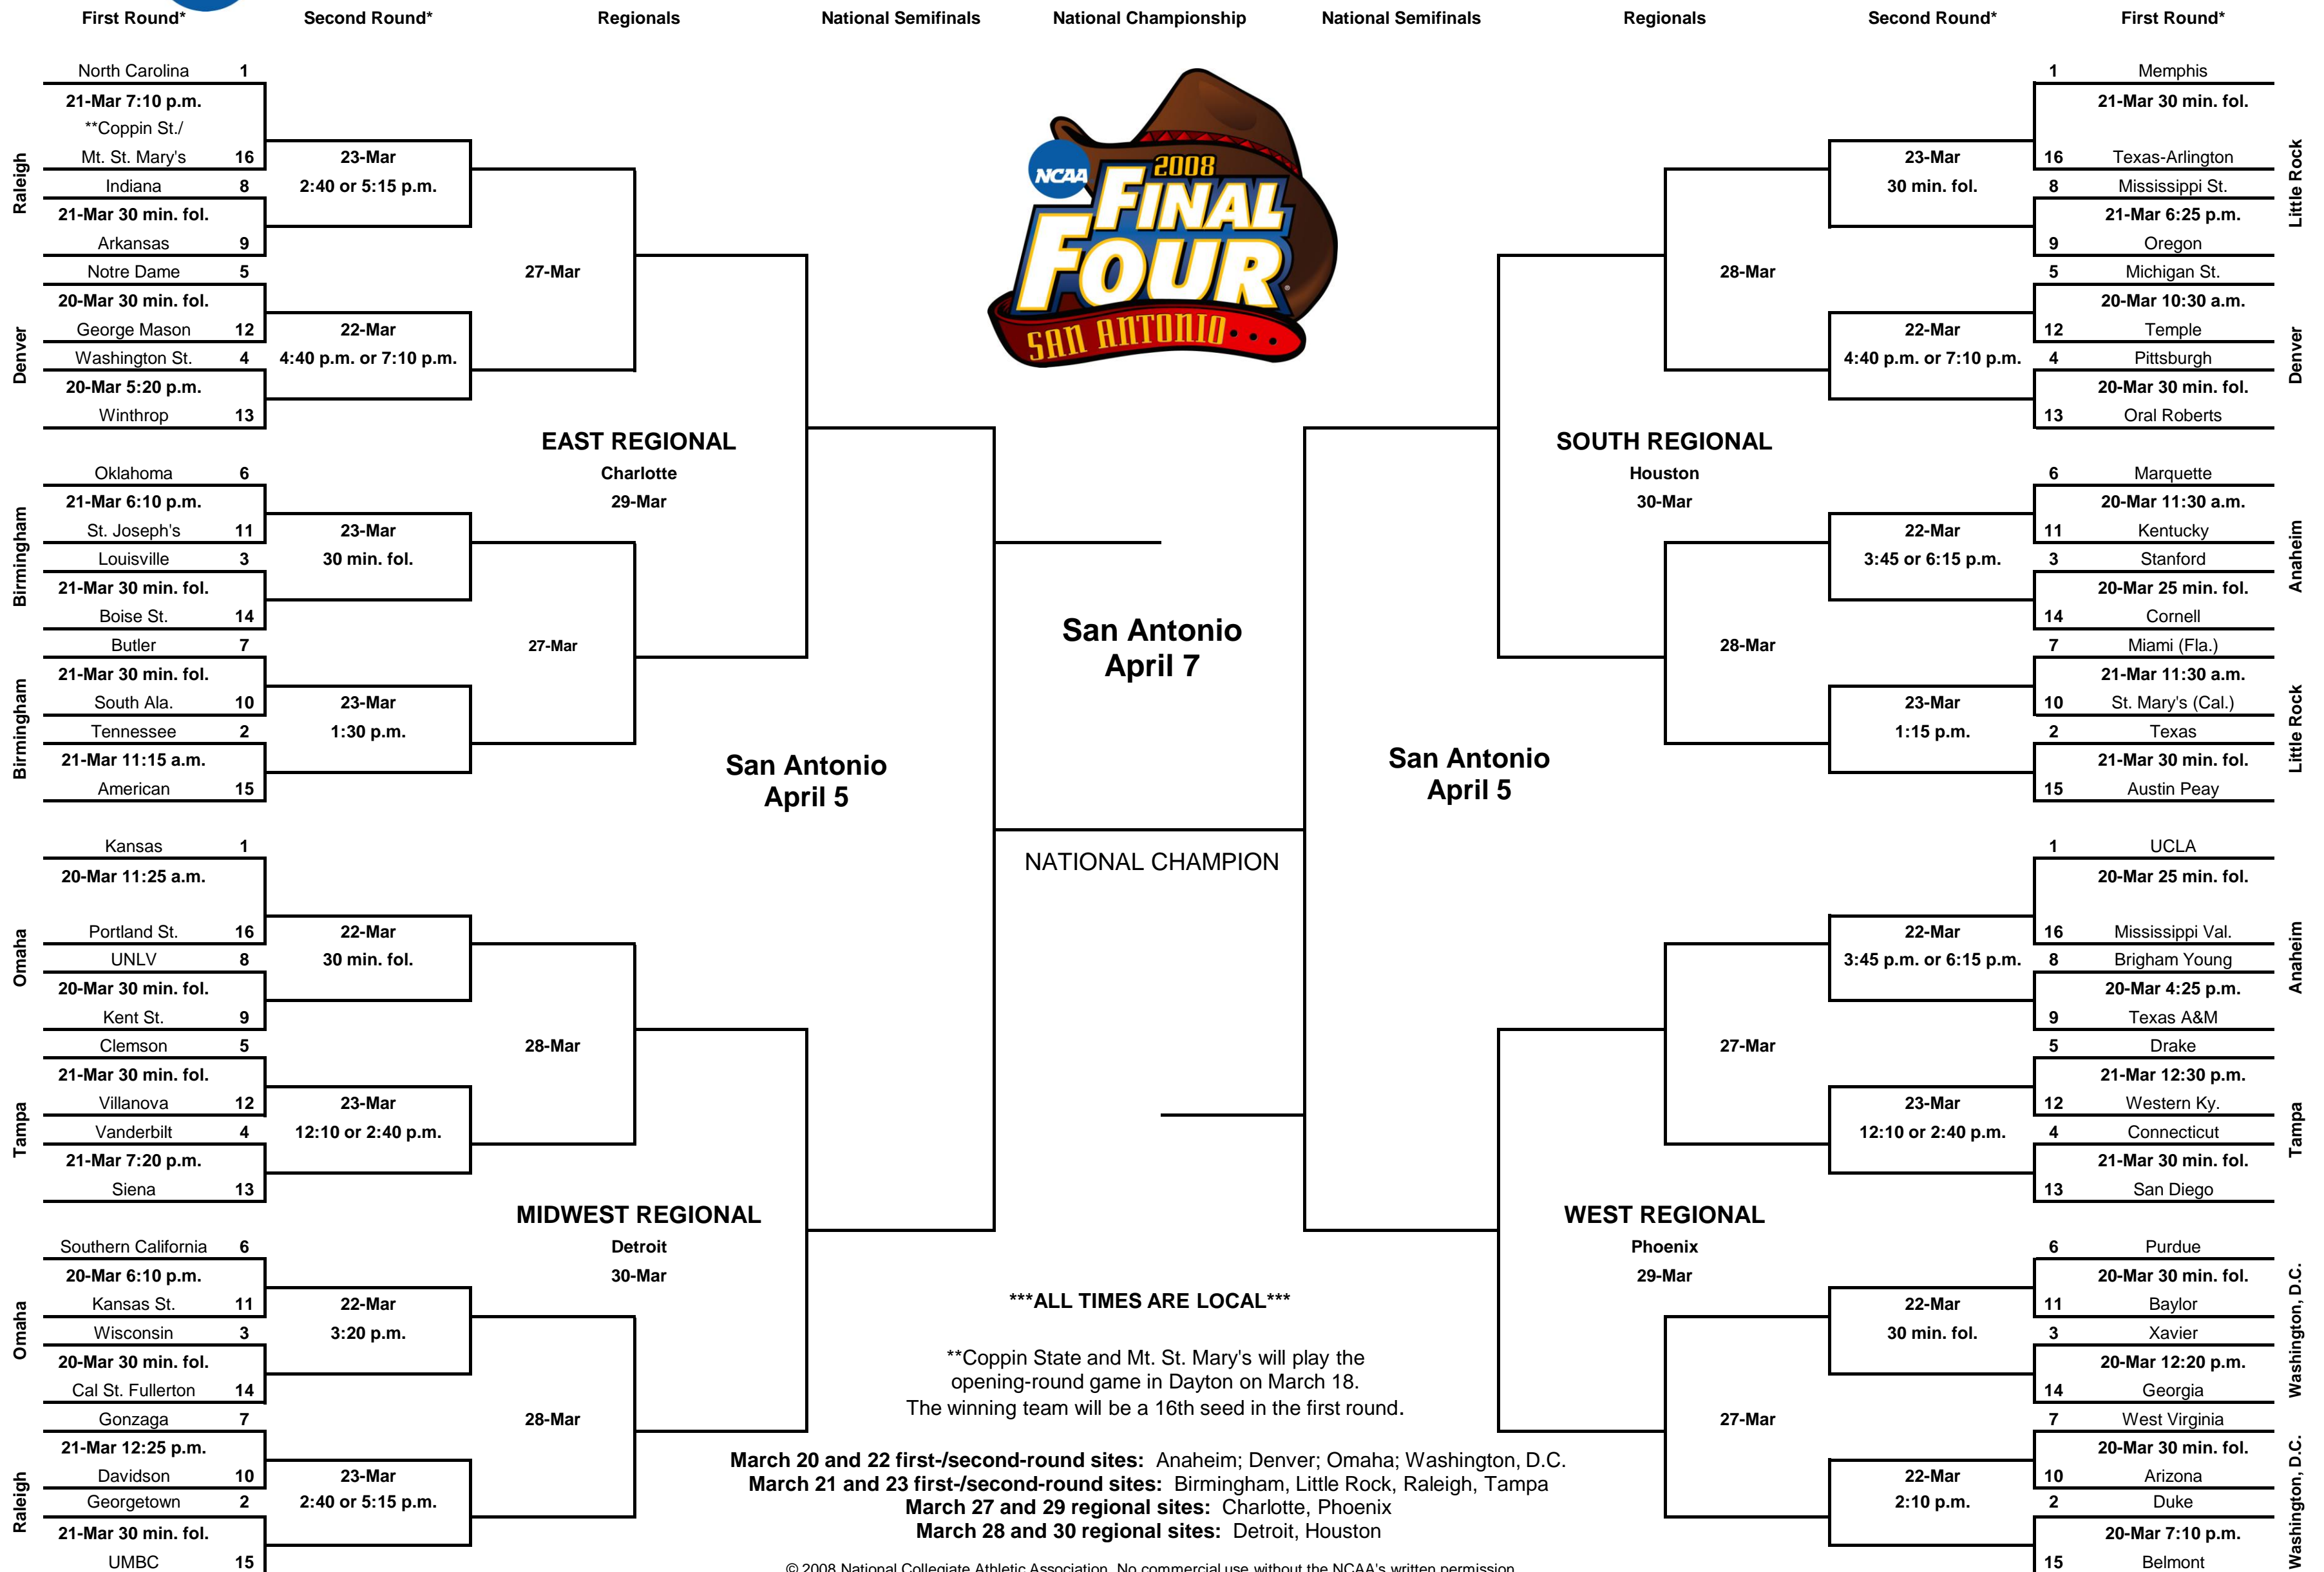 First Round* Second Round* Regionals National Semifinals National Championship National Semifinals Regionals Second Round* First Round*
North Carolina 1
21-Mar 7:10 p.m.
**Coppin St./
Mt. St. Mary's 16
Indiana 8
21-Mar 30 min. fol.
Arkansas 9
Notre Dame 5
20-Mar 30 min. fol.
George Mason 12
Washington St. 4
20-Mar 5:20 p.m.
Winthrop 13
Raleigh
Denver
23-Mar
2:40 or 5:15 p.m.
22-Mar
4:40 p.m. or 7:10 p.m.
27-Mar
EAST REGIONAL
Charlotte
29-Mar
Oklahoma 6
21-Mar 6:10 p.m.
St. Joseph's 11
Louisville 3
21-Mar 30 min. fol.
Boise St. 14
Butler 7
21-Mar 30 min. fol.
South Ala. 10
Tennessee 2
21-Mar 11:15 a.m.
American 15
Birmingham
Birmingham
23-Mar
30 min. fol.
23-Mar
1:30 p.m.
27-Mar
San Antonio
April 5
Kansas 1
20-Mar 11:25 a.m.
Portland St. 16
UNLV 8
20-Mar 30 min. fol.
Kent St. 9
Clemson 5
21-Mar 30 min. fol.
Villanova 12
Vanderbilt 4
21-Mar 7:20 p.m.
Siena 13
Omaha
Tampa
22-Mar
30 min. fol.
23-Mar
12:10 or 2:40 p.m.
28-Mar
MIDWEST REGIONAL
Detroit
30-Mar
Southern California 6
20-Mar 6:10 p.m.
Kansas St. 11
Wisconsin 3
20-Mar 30 min. fol.
Cal St. Fullerton 14
Gonzaga 7
21-Mar 12:25 p.m.
Davidson 10
Georgetown 2
21-Mar 30 min. fol.
UMBC 15
Omaha
Raleigh
22-Mar
3:20 p.m.
23-Mar
2:40 or 5:15 p.m.
28-Mar
NCAA
2008
FINAL
FOUR
SAN ANTONIO
San Antonio
April 7
NATIONAL CHAMPION
1 Memphis
21-Mar 30 min. fol.
16 Texas-Arlington
8 Mississippi St.
21-Mar 6:25 p.m.
9 Oregon
5 Michigan St.
20-Mar 10:30 a.m.
12 Temple
4 Pittsburgh
20-Mar 30 min. fol.
13 Oral Roberts
Little Rock
Denver
23-Mar
30 min. fol.
22-Mar
4:40 p.m. or 7:10 p.m.
28-Mar
SOUTH REGIONAL
Houston
30-Mar
6 Marquette
20-Mar 11:30 a.m.
11 Kentucky
3 Stanford
20-Mar 25 min. fol.
14 Cornell
7 Miami (Fla.)
21-Mar 11:30 a.m.
10 St. Mary's (Cal.)
2 Texas
21-Mar 30 min. fol.
15 Austin Peay
Anaheim
Little Rock
22-Mar
3:45 or 6:15 p.m.
23-Mar
1:15 p.m.
28-Mar
San Antonio
April 5
1 UCLA
20-Mar 25 min. fol.
16 Mississippi Val.
8 Brigham Young
20-Mar 4:25 p.m.
9 Texas A&M
5 Drake
21-Mar 12:30 p.m.
12 Western Ky.
4 Connecticut
21-Mar 30 min. fol.
13 San Diego
Anaheim
Tampa
22-Mar
3:45 p.m. or 6:15 p.m.
23-Mar
12:10 or 2:40 p.m.
27-Mar
WEST REGIONAL
Phoenix
29-Mar
6 Purdue
20-Mar 30 min. fol.
11 Baylor
3 Xavier
20-Mar 12:20 p.m.
14 Georgia
7 West Virginia
20-Mar 30 min. fol.
10 Arizona
2 Duke
20-Mar 7:10 p.m.
15 Belmont
Washington, D.C.
Washington, D.C.
22-Mar
30 min. fol.
22-Mar
2:10 p.m.
27-Mar
***ALL TIMES ARE LOCAL***
**Coppin State and Mt. St. Mary's will play the
opening-round game in Dayton on March 18.
The winning team will be a 16th seed in the first round.
March 20 and 22 first-/second-round sites: Anaheim; Denver; Omaha; Washington, D.C.
March 21 and 23 first-/second-round sites: Birmingham, Little Rock, Raleigh, Tampa
March 27 and 29 regional sites: Charlotte, Phoenix
March 28 and 30 regional sites: Detroit, Houston
© 2008 National Collegiate Athletic Association. No commercial use without the NCAA's written permission